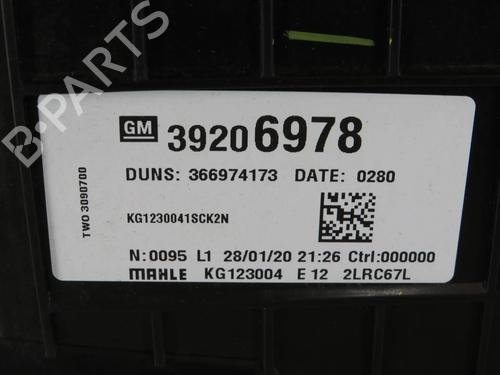 GM 39206978
DUNS: 366974173 DATE: 0280
KG1230041SCK2N
TWO 3090700
N:0095 L1 28/01/20 21:26 Ctrl:000000
MAHLE KG123004 E 12 2LRC67L
B-PARTS